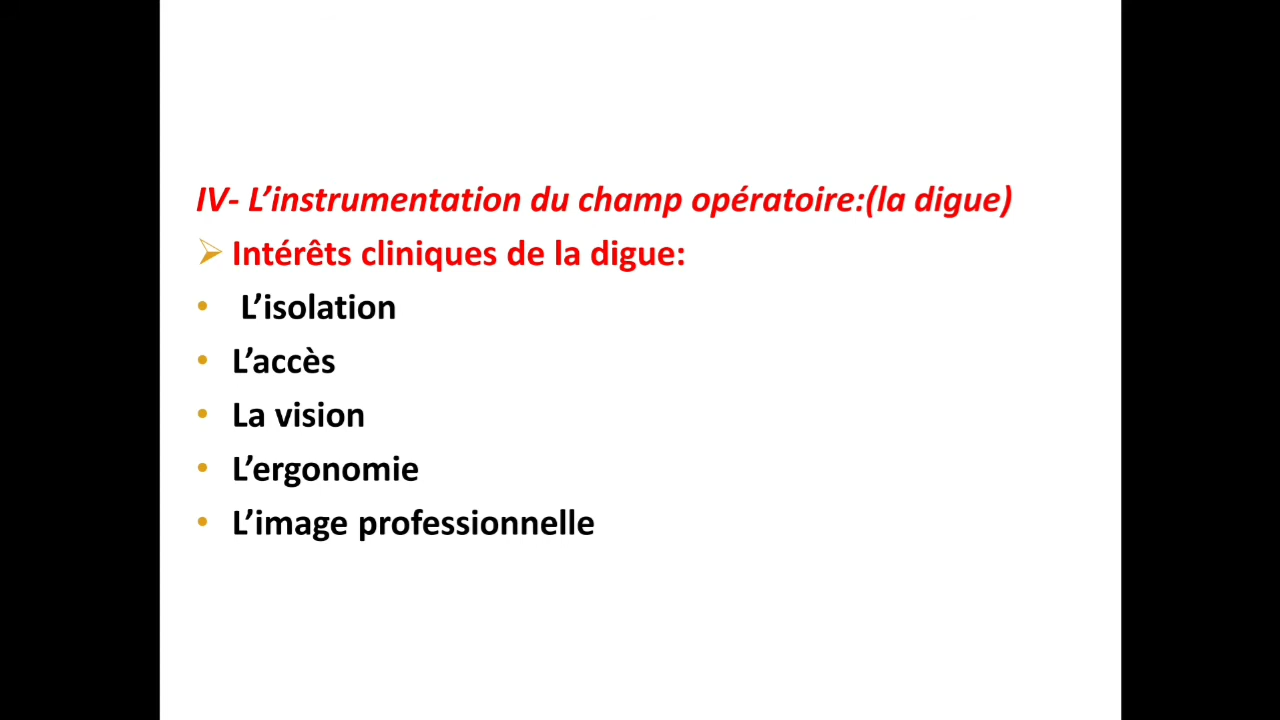 IV- L’instrumentation du champ opératoire:(la digue)
➢ Intérêts cliniques de la digue:
• L’isolation
• L’accès
• La vision
• L’ergonomie
• L’image professionnelle